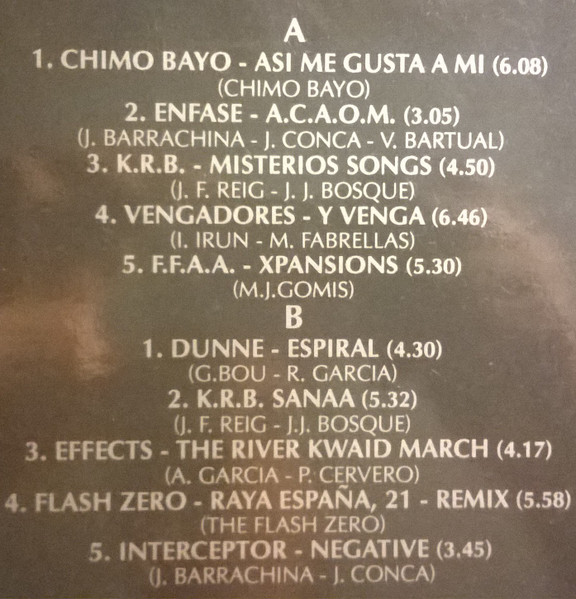 A
1. CHIMO BAYO - ASI ME GUSTA A MI (6.08)
(CHIMO BAYO)
2. ENFASE - A.C.A.O.M. (3.05)
(J. BARRACHINA - J. CONCA - V. BARTUAL)
3. K.R.B. - MISTERIOS SONGS (4.50)
(J. F. REIG - J. J. BOSQUE)
4. VENGADORES - Y VENGA (6.46)
(I. IRUN - M. FABRELLAS)
5. F.F.A.A. - XPANSIONS (5.30)
(M.J.GOMIS)
B
1. DUNNE - ESPIRAL (4.30)
(G.BOU - R. GARCIA)
2. K.R.B. SANAA (5.32)
(J. F. REIG - J.J. BOSQUE)
3. EFFECTS - THE RIVER KWAID MARCH (4.17)
(A. GARCIA - P. CERVERO)
4. FLASH ZERO - RAYA ESPAÑA, 21 - REMIX (5.58)
(THE FLASH ZERO)
5. INTERCEPTOR - NEGATIVE (3.45)
(J. BARRACHINA - J. CONCA)